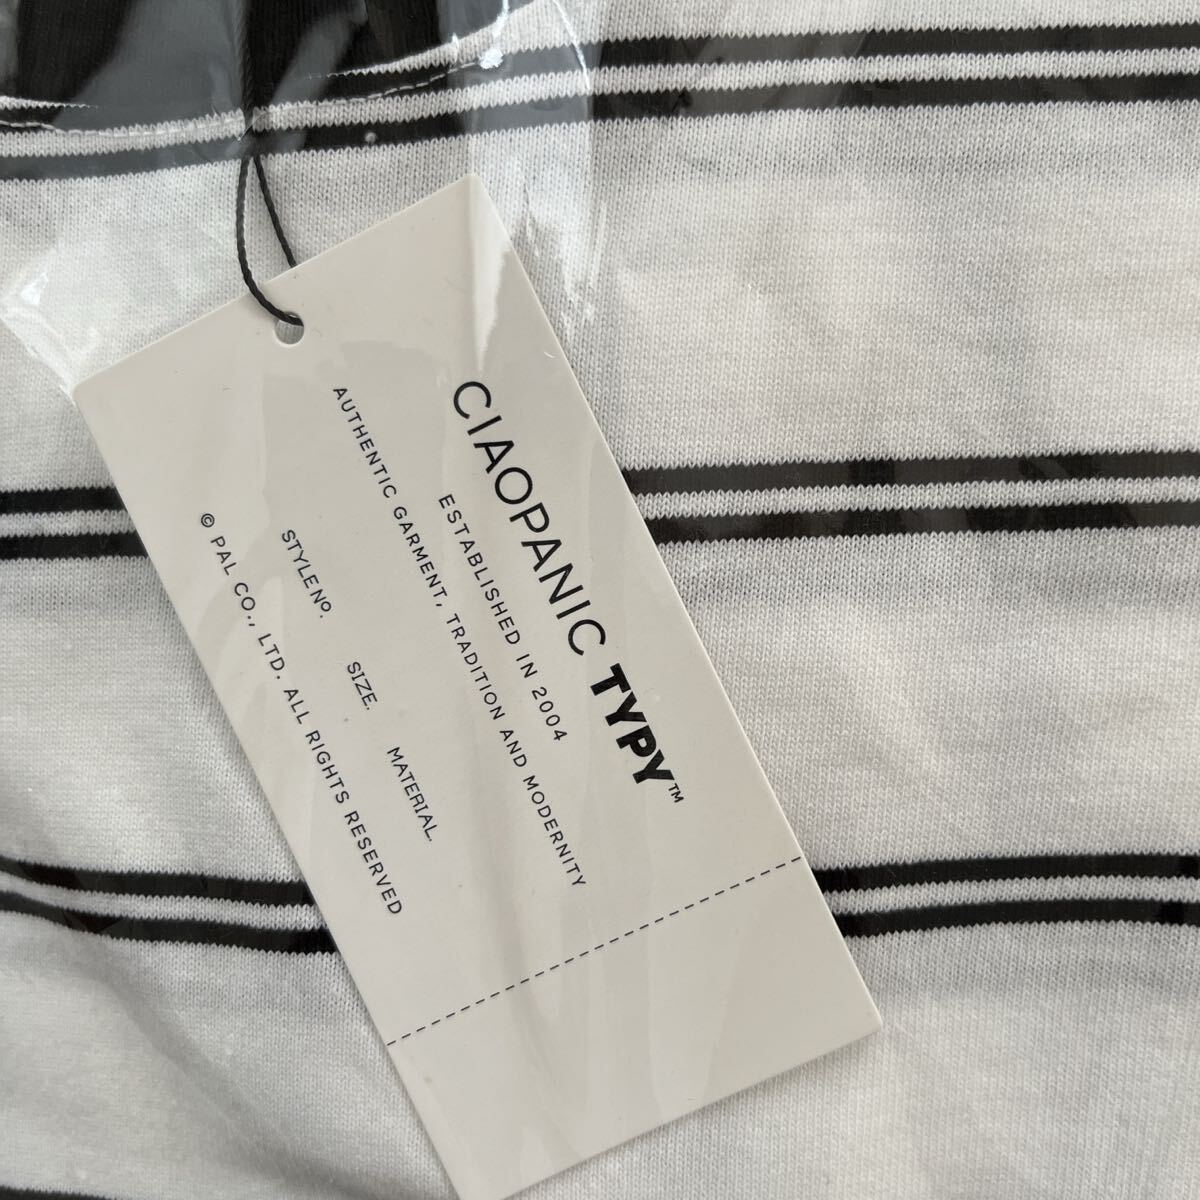 CIAOPANIC TYPY™
ESTABLISHED IN 2004
AUTHENTIC GARMENT, TRADITION AND MODERNITY
STYLE Nº. SIZE. MATERIAL.
© PAL CO., LTD. ALL RIGHTS RESERVED